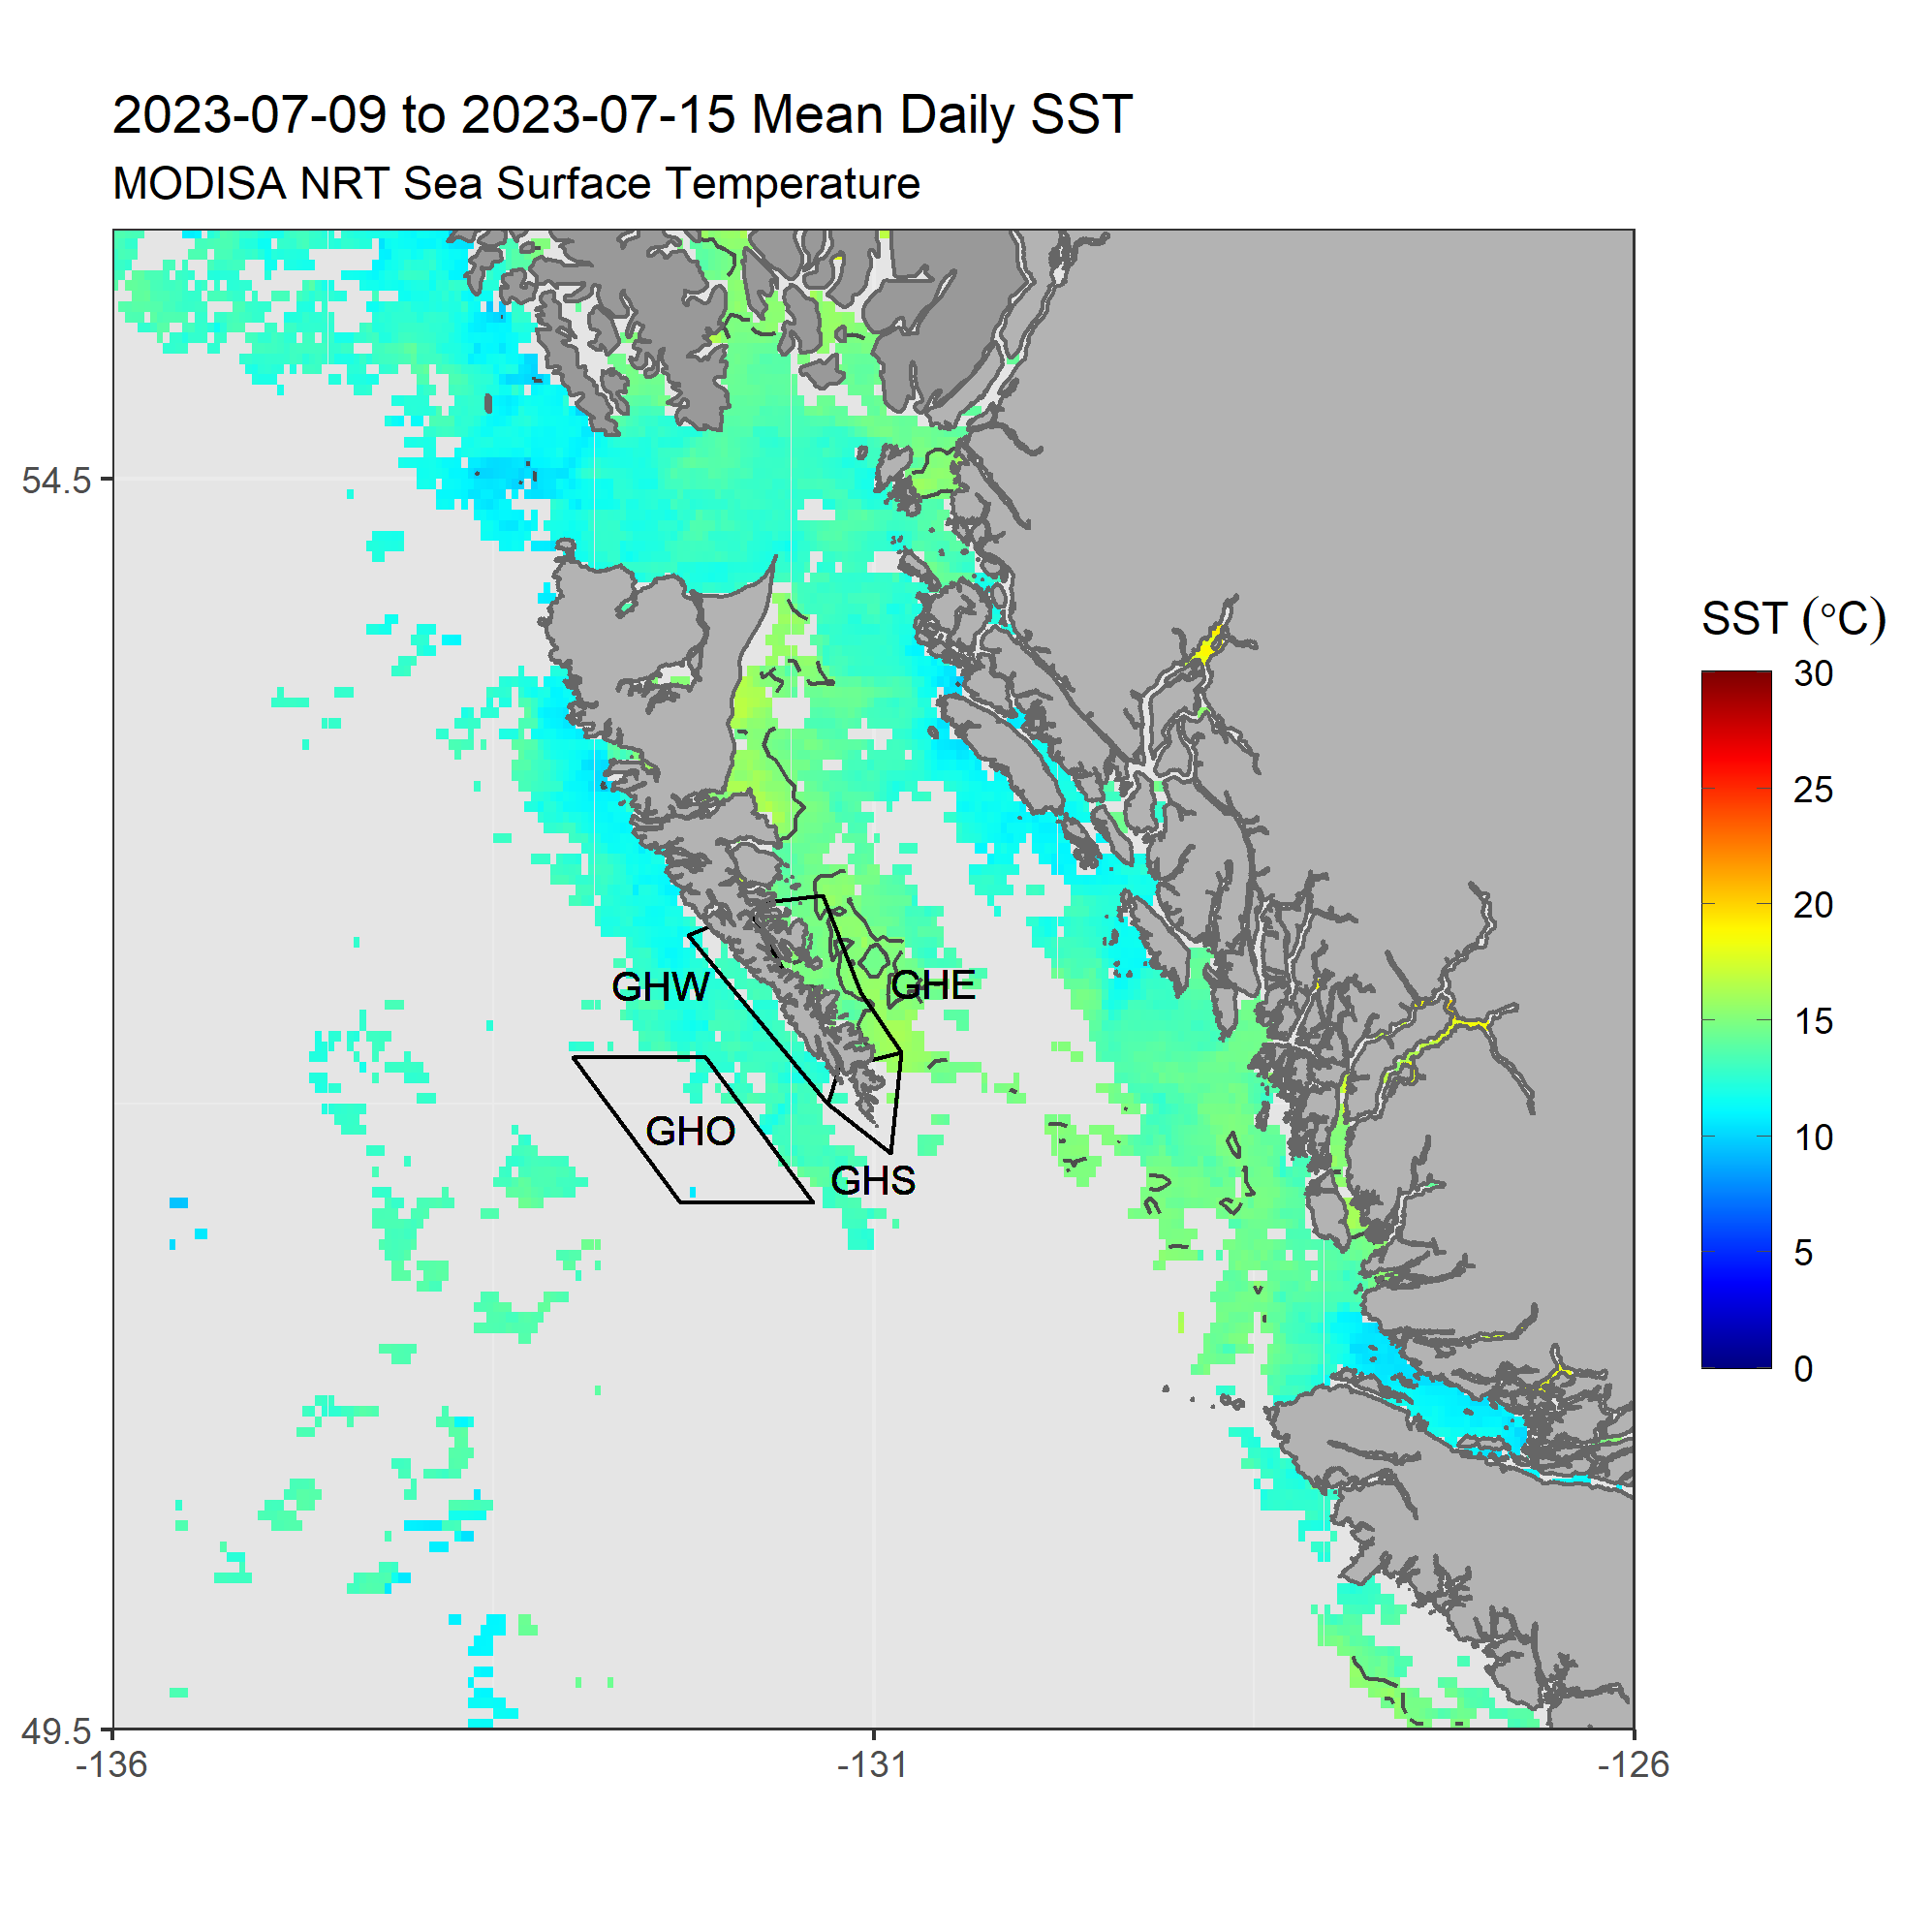 2023-07-09 to 2023-07-15 Mean Daily SST
MODISA NRT Sea Surface Temperature
54.5
49.5
-136
-131
-126
GHW
GHE
GHO
GHS
SST (°C)
30
25
20
15
10
5
0